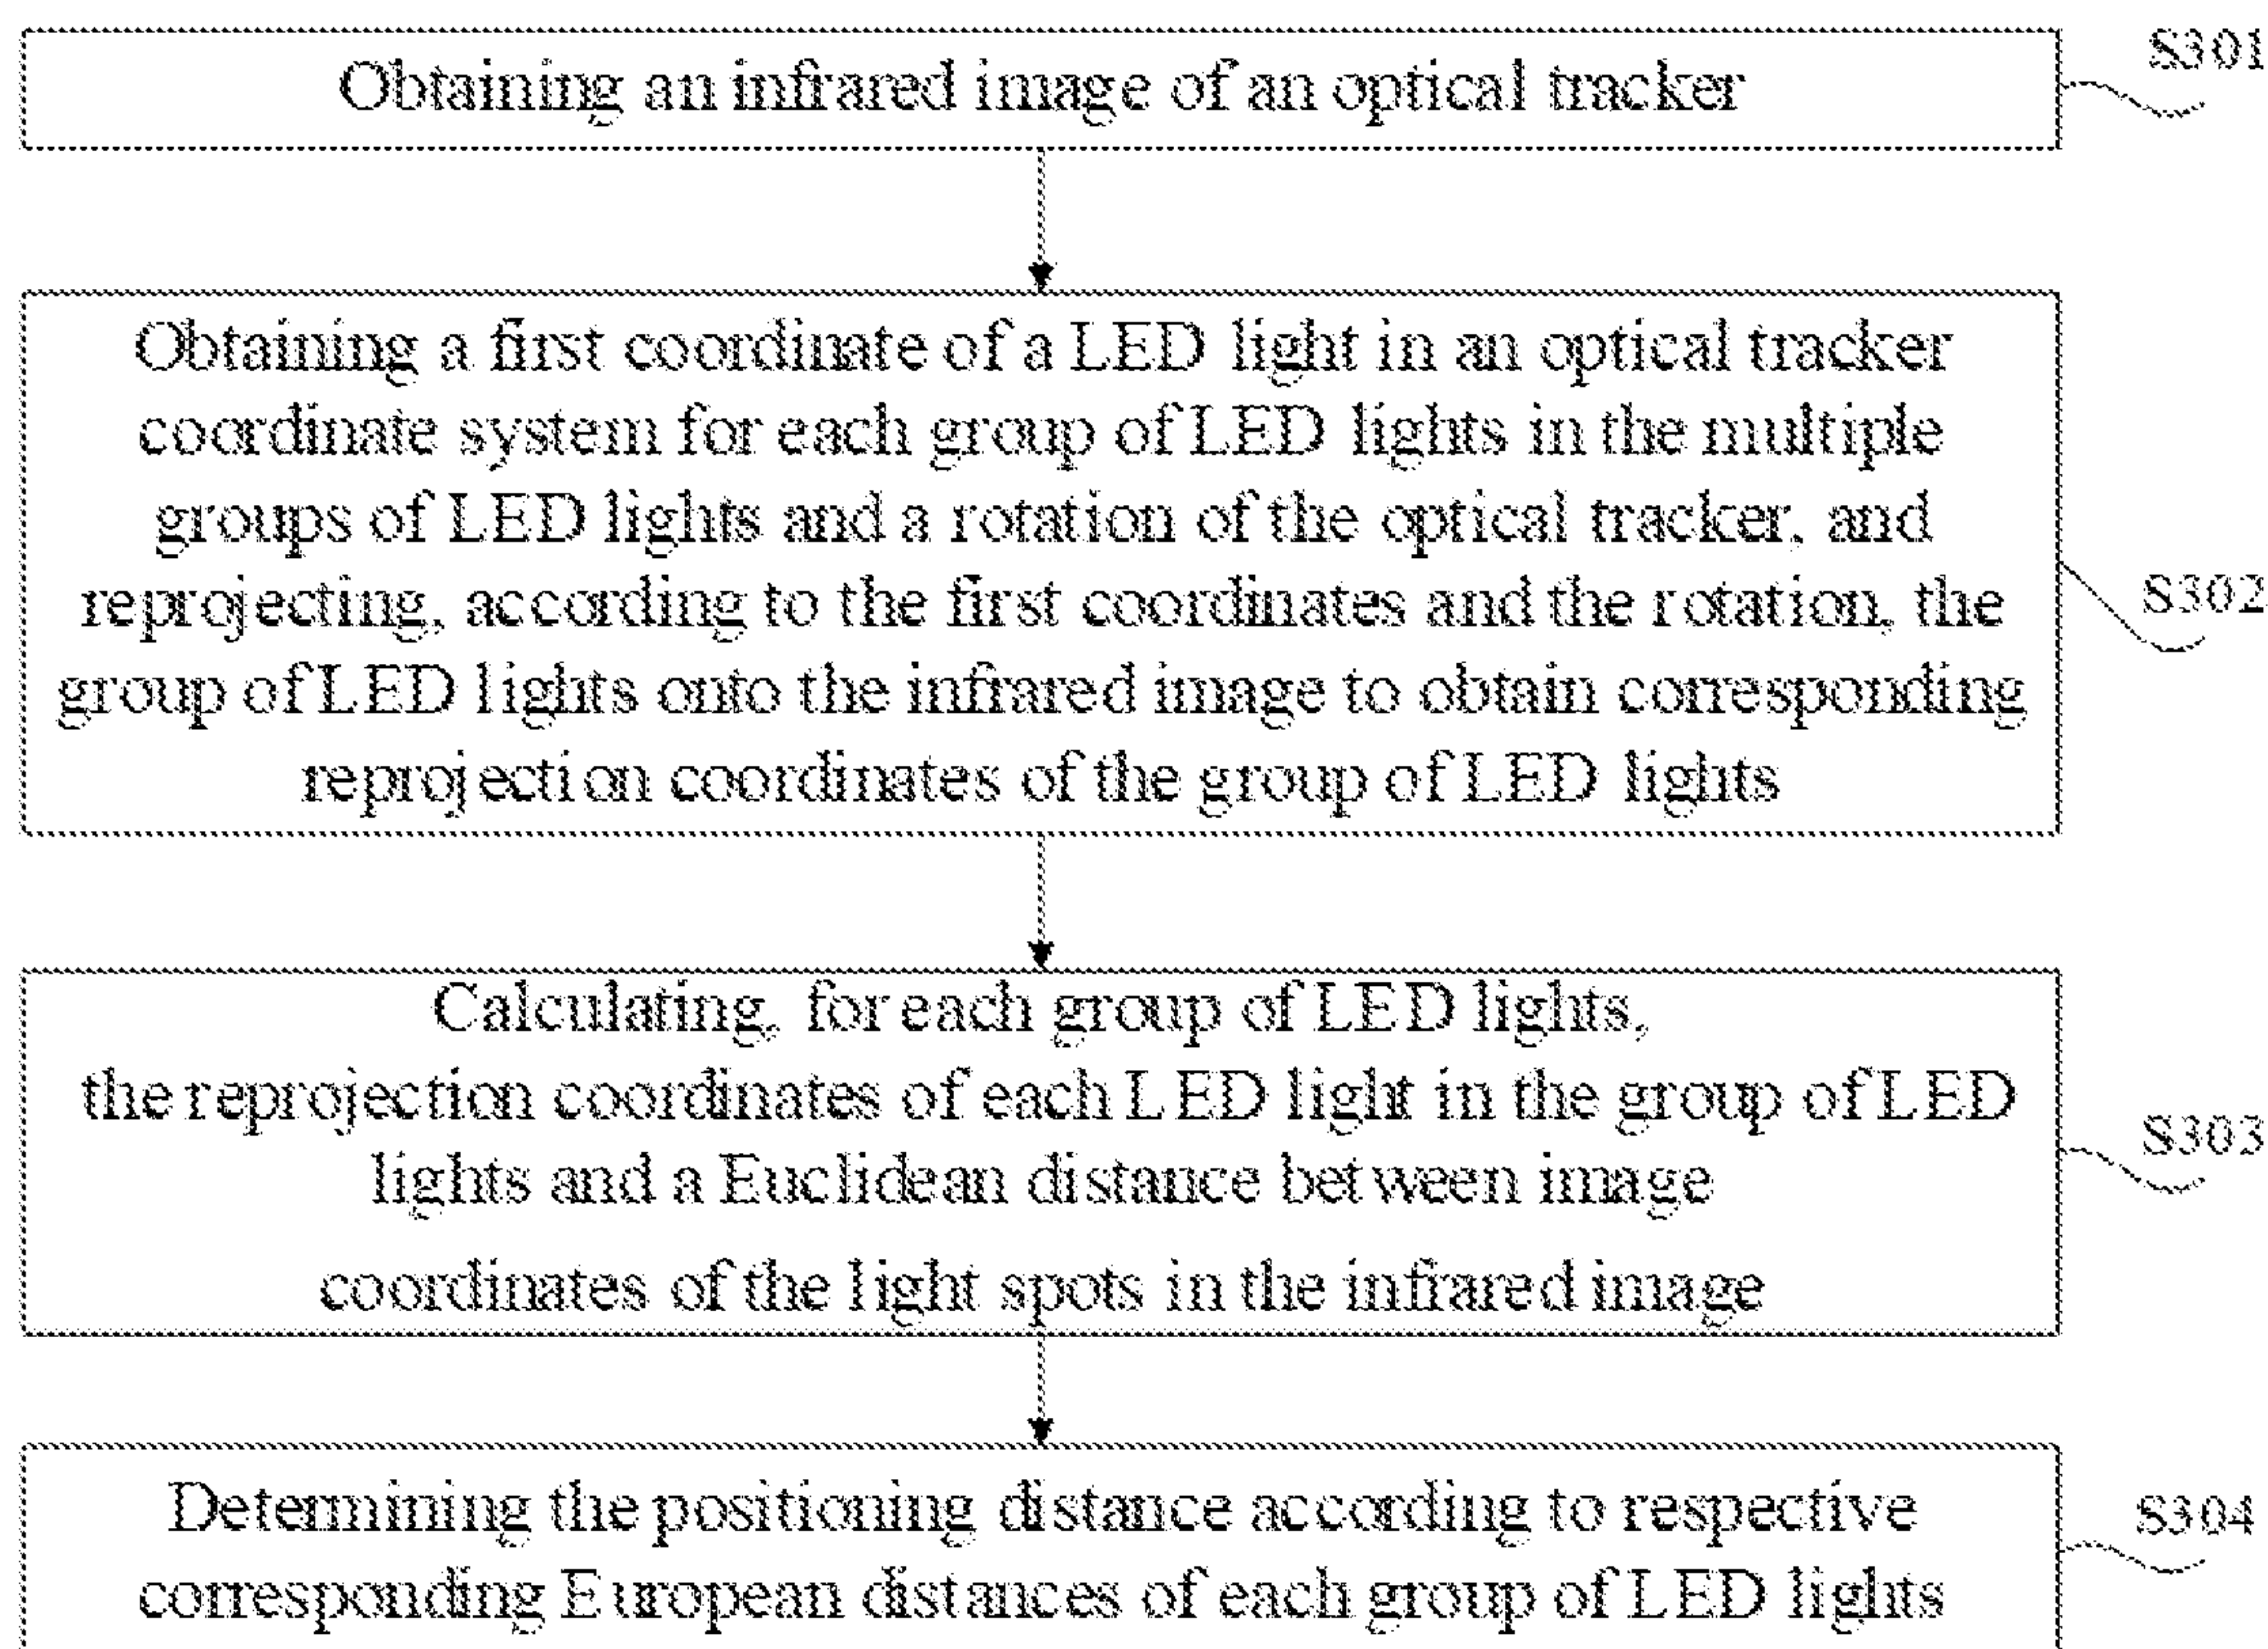 Obtaining an infrared image of an optical tracker
S301
Obtaining a first coordinate of a LED light in an optical tracker
coordinate system for each group of LED lights in the multiple
groups of LED lights and a rotation of the optical tracker, and
reprojecting, according to the first coordinates and the rotation, the
group of LED lights onto the infrared image to obtain corresponding
reprojection coordinates of the group of LED lights
S302
Calculating, for each group of LED lights,
the reprojection coordinates of each LED light in the group of LED
lights and a Euclidean distance between image
coordinates of the light spots in the infrared image
S303
Determining the positioning distance according to respective
corresponding European distances of each group of LED lights
S304